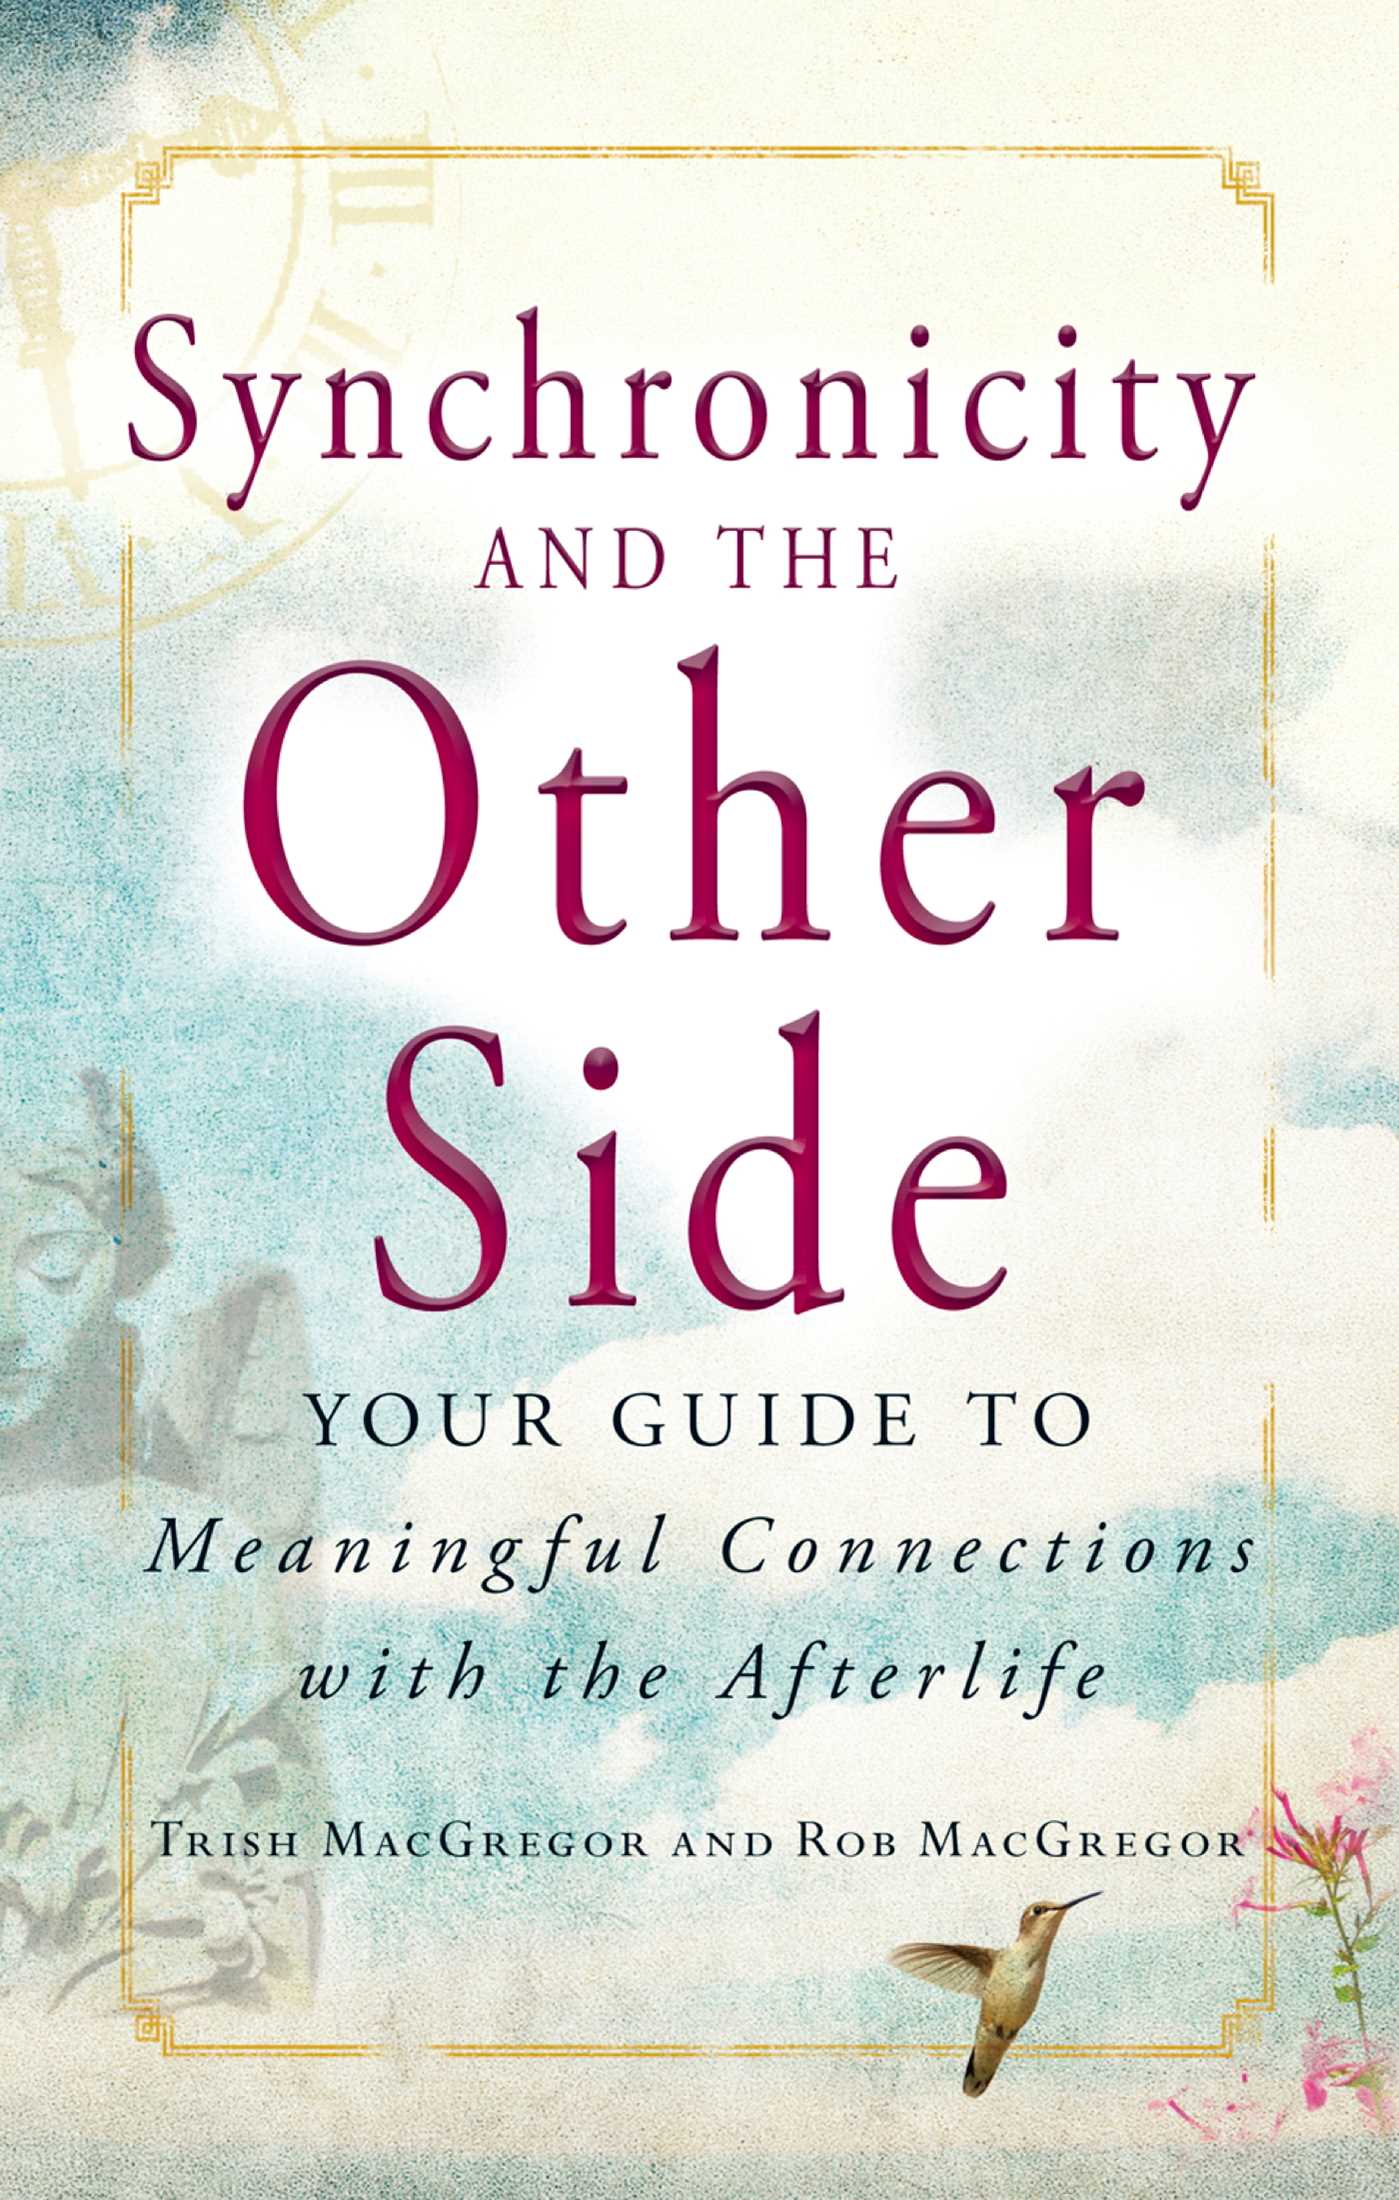 Synchronicity
AND THE
Other
Side
YOUR GUIDE TO
Meaningful Connections
with the Afterlife
TRISH MACGREGOR AND ROB MACGREGOR